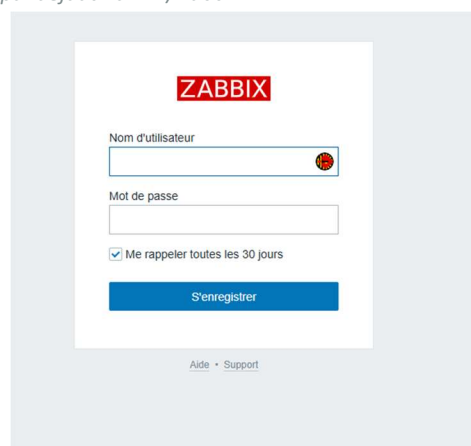 ZABBIX
Nom d'utilisateur
Mot de passe
Me rappeler toutes les 30 jours
S'enregistrer
Aide • Support